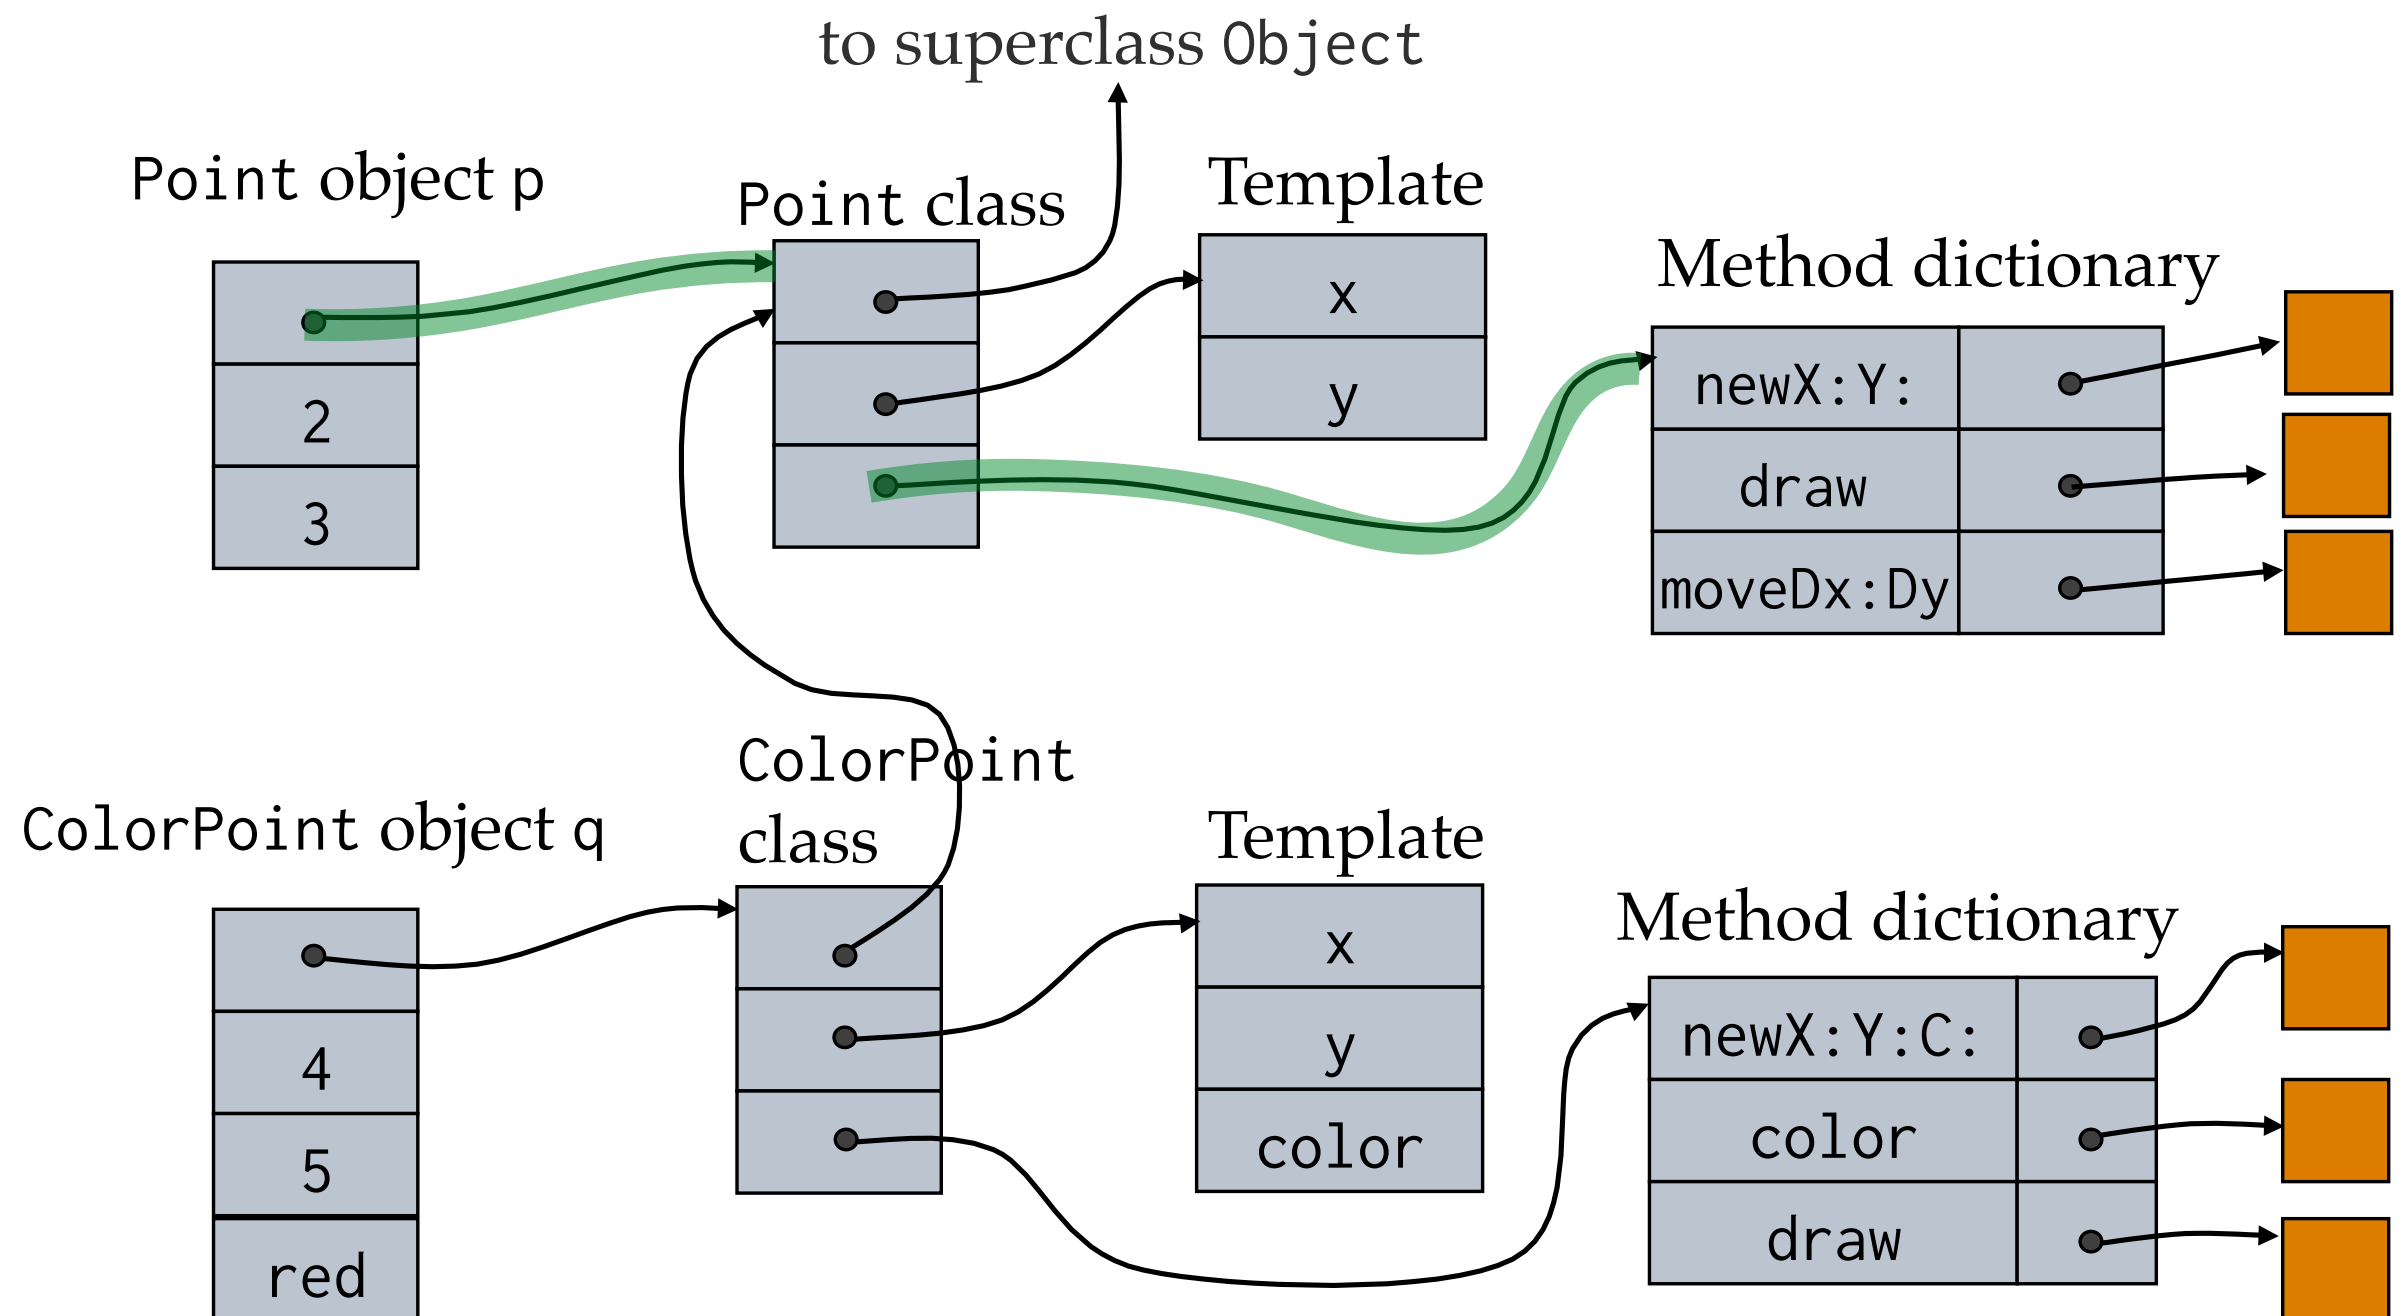 to superclass Object
Point object p
Point class
Template
Method dictionary
2
3
x
y
newX:Y:
draw
moveDx:Dy
ColorPoint object q
ColorPoint
class
Template
Method dictionary
4
5
red
x
y
color
newX:Y:C:
color
draw